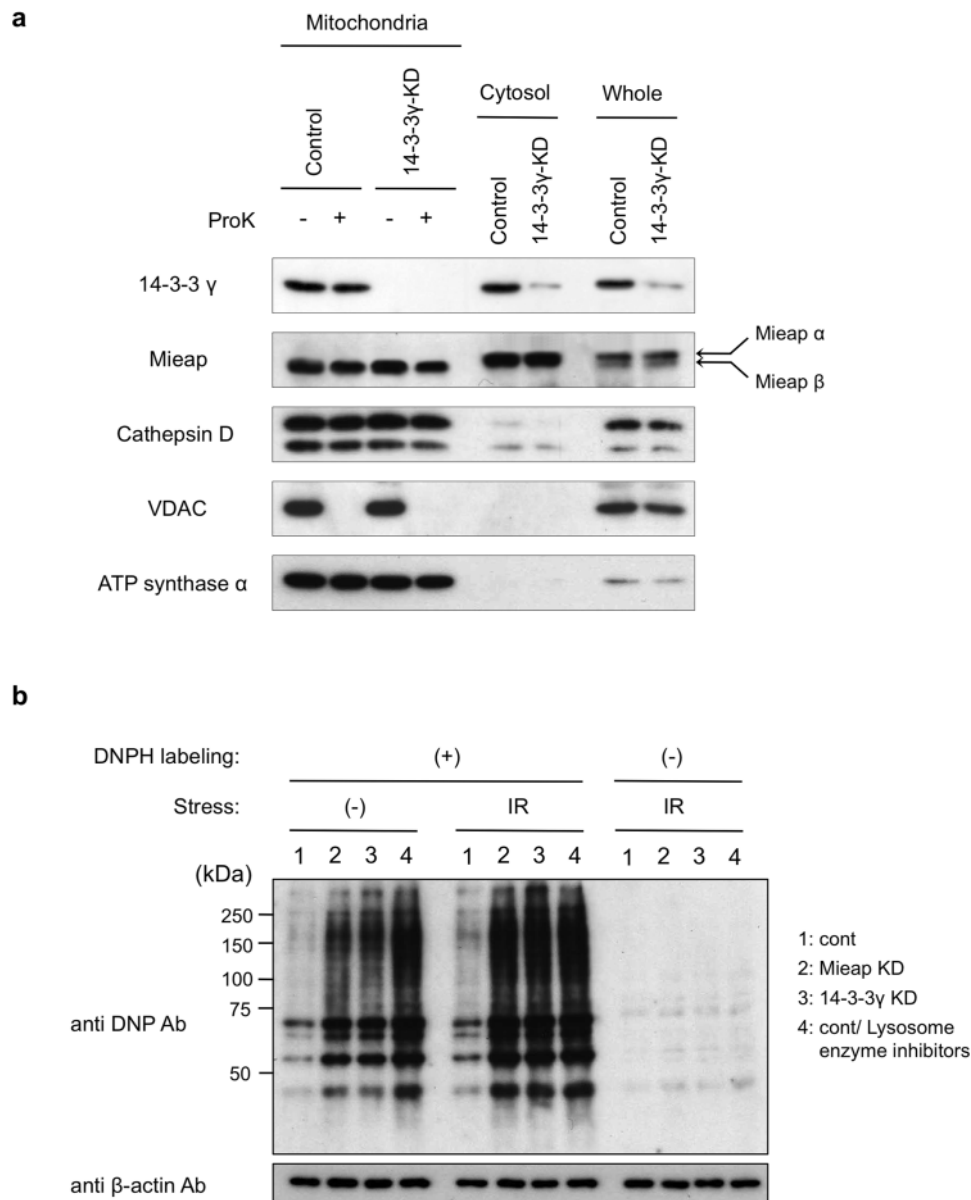 a
Mitochondria
Cytosol
Whole
Control
14-3-3γ-KD
Control
14-3-3γ-KD
Control
14-3-3γ-KD
ProK - + - +
14-3-3 γ
Mieap
Mieap α
Mieap β
Cathepsin D
VDAC
ATP synthase α
b
DNPH labeling: (+) (-)
Stress: (-) IR IR
1 2 3 4 1 2 3 4 1 2 3 4
(kDa)
250
150
100
75
50
anti DNP Ab
1: cont
2: Mieap KD
3: 14-3-3γ KD
4: cont/ Lysosome
enzyme inhibitors
anti β-actin Ab